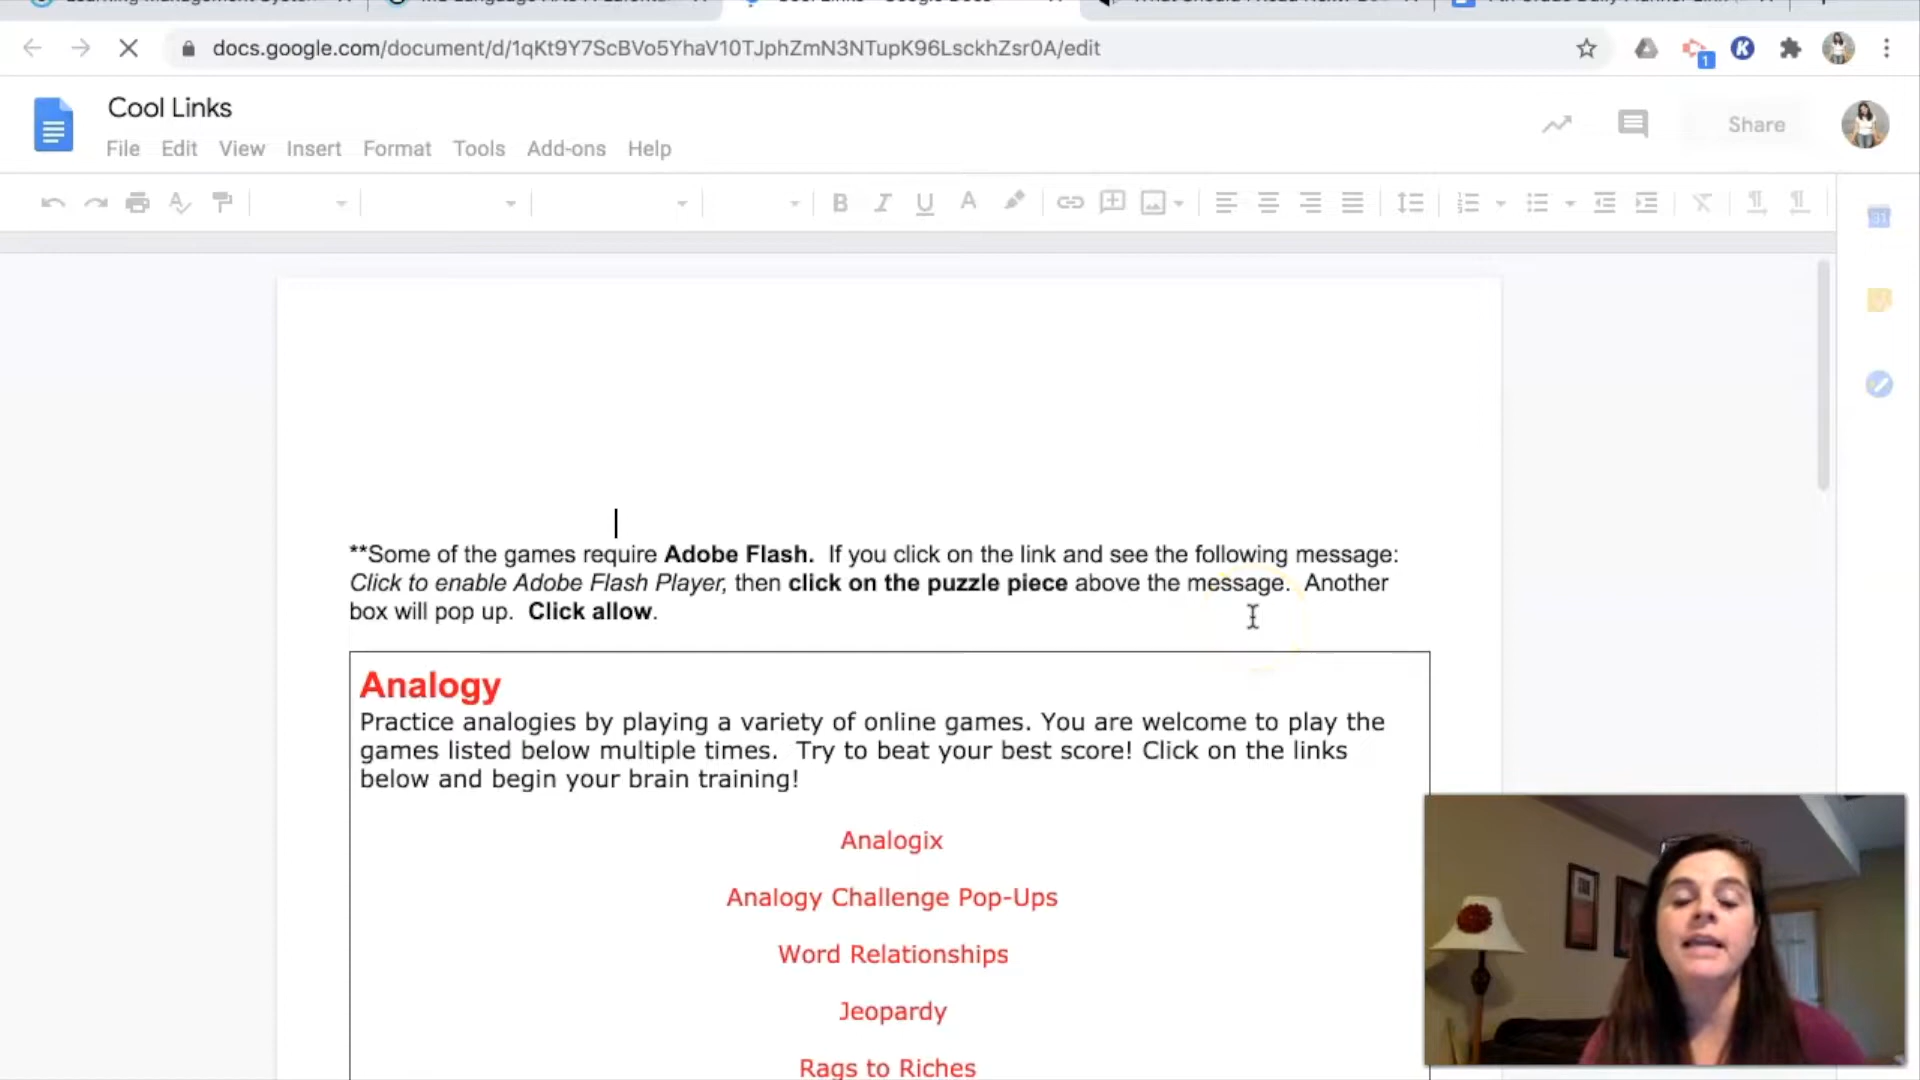 docs.google.com/document/d/1qKt9Y7ScBVo5YhaV10TJphZmN3NTupK96LsckhZsr0A/edit
1
K
Cool Links
Share
File Edit View Insert Format Tools Add-ons Help
B I U A
31
**Some of the games require Adobe Flash. If you click on the link and see the following message:
Click to enable Adobe Flash Player, then click on the puzzle piece above the message. Another
box will pop up. Click allow.
Analogy
Practice analogies by playing a variety of online games. You are welcome to play the
games listed below multiple times. Try to beat your best score! Click on the links
below and begin your brain training!
Analogix
Analogy Challenge Pop-Ups
Word Relationships
Jeopardy
Rags to Riches